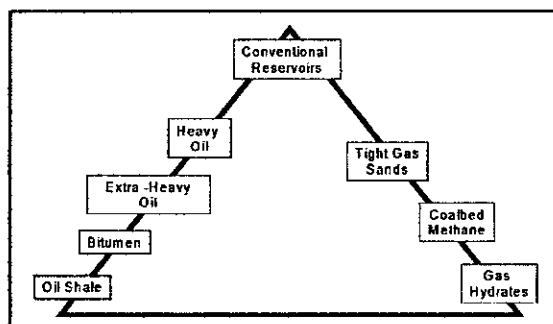 Conventional
Reservoirs
Heavy
Oil
Tight Gas
Sands
Extra -Heavy
Oil
Coalbed
Methane
Bitumen
Oil Shale
Gas
Hydrates